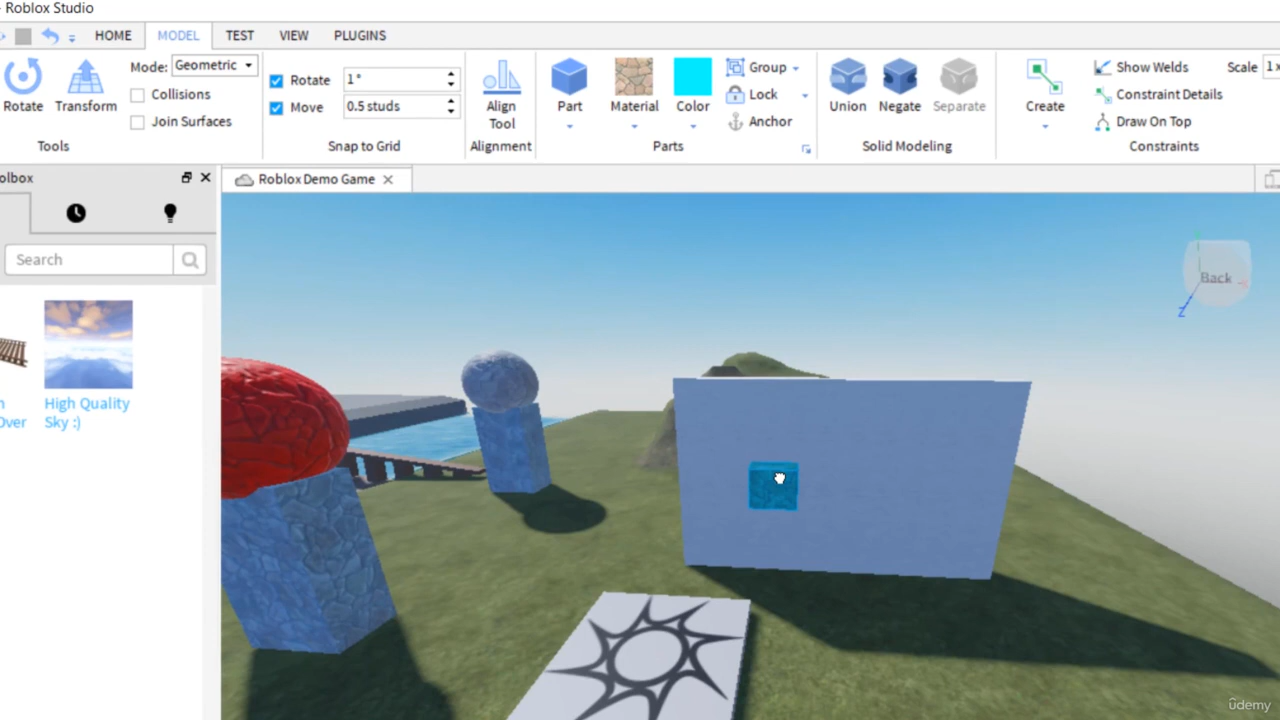 - Roblox Studio
HOME MODEL TEST VIEW PLUGINS
Rotate
Transform
Mode: Geometric
Collisions
Join Surfaces
Tools
Rotate 1°
Move 0.5 studs
Snap to Grid
Align
Tool
Alignment
Part
Material
Color
Group
Lock
Anchor
Parts
Union
Negate
Separate
Solid Modeling
Create
Show Welds
Constraint Details
Draw On Top
Scale 1x
Constraints
olbox
Roblox Demo Game
Search
n
Over
High Quality
Sky :)
Back
Z
ûdemy